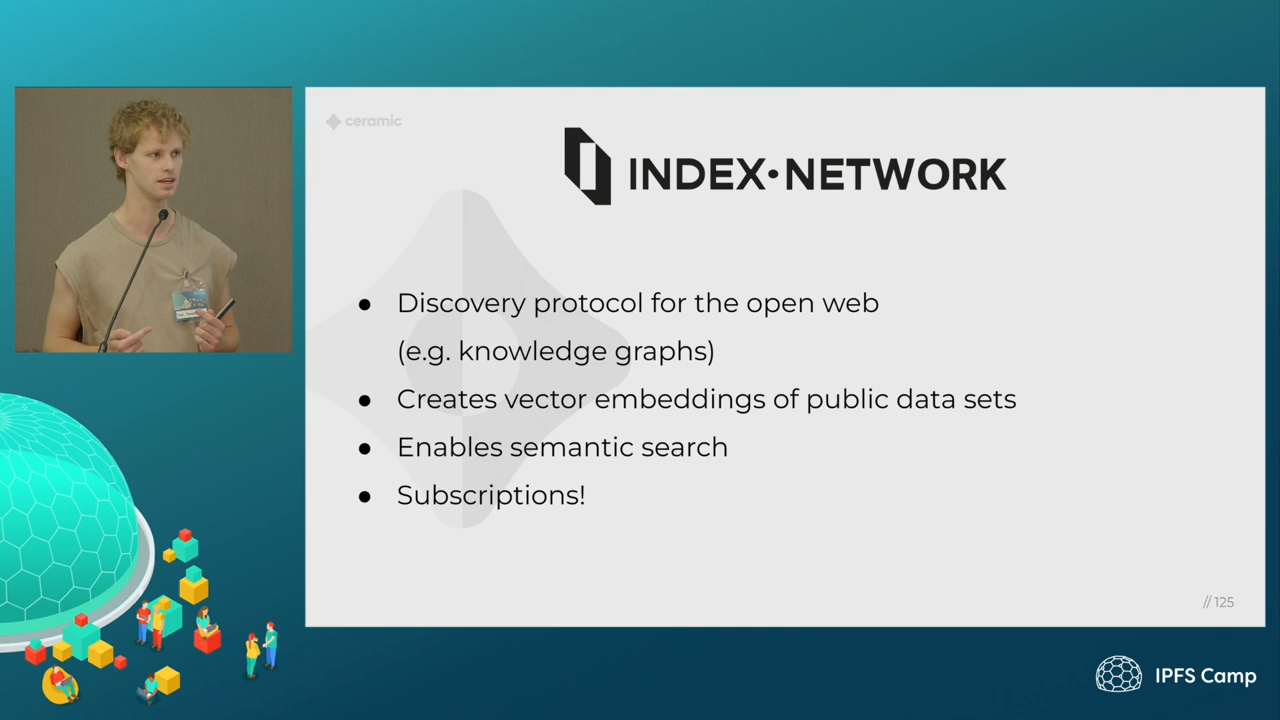 ceramic
INDEX•NETWORK
● Discovery protocol for the open web
(e.g. knowledge graphs)
● Creates vector embeddings of public data sets
● Enables semantic search
● Subscriptions!
// 125
IPFS Camp